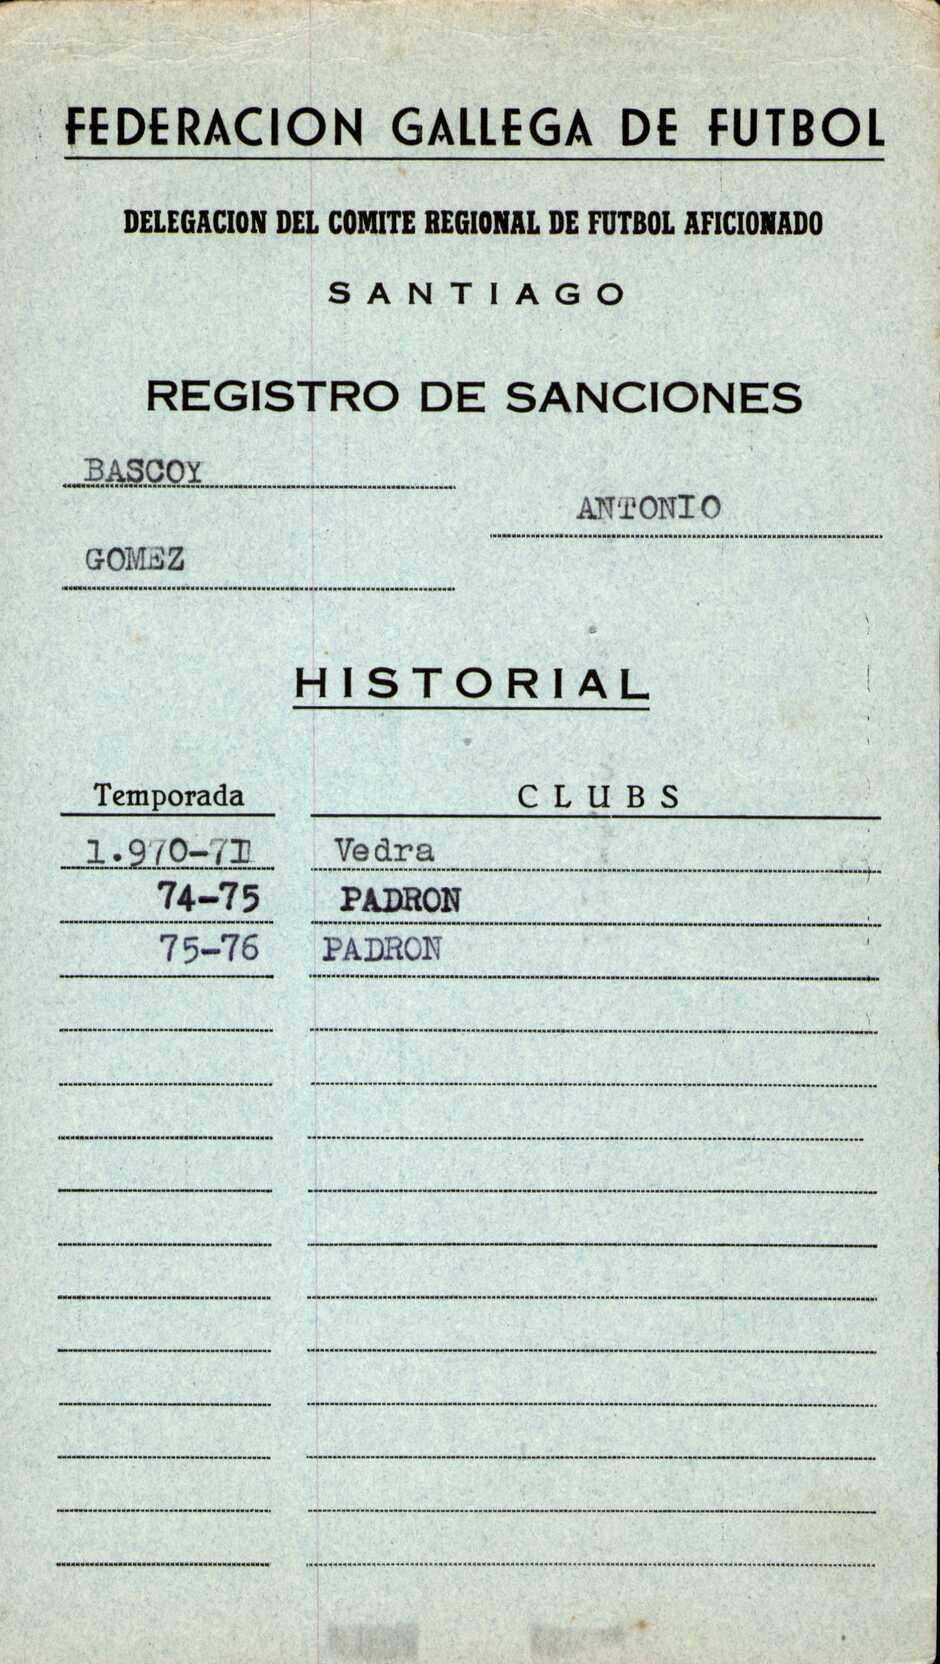 FEDERACION GALLEGA DE FUTBOL
DELEGACION DEL COMITE REGIONAL DE FUTBOL AFICIONADO
SANTIAGO
REGISTRO DE SANCIONES
BASCOY
ANTONIO
GOMEZ
HISTORIAL
Temporada CLUBS
1.970-71 Vedra
74-75 PADRON
75-76 PADRON